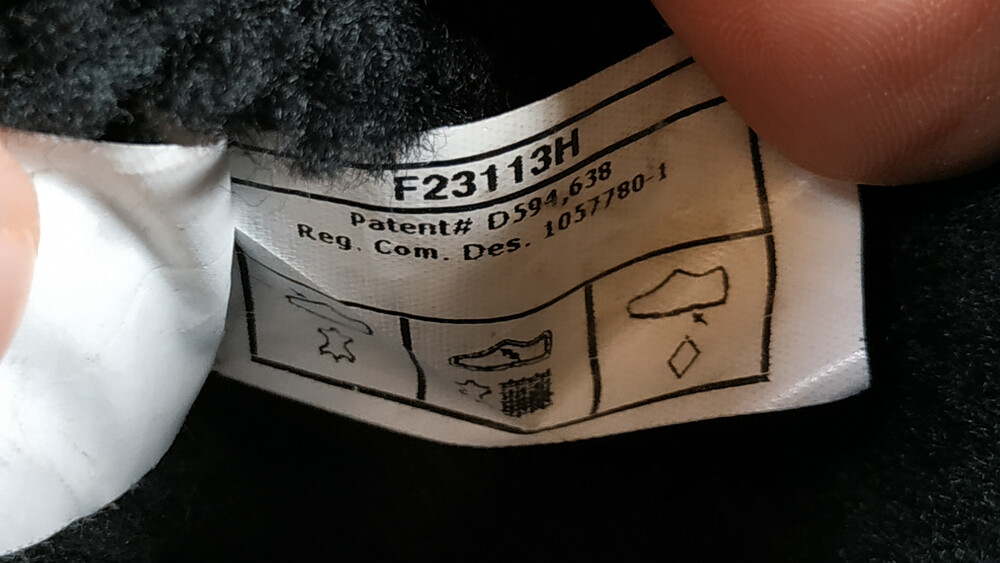 F23113H
Patent# D594,638
Reg. Com. Des. 1057780-1